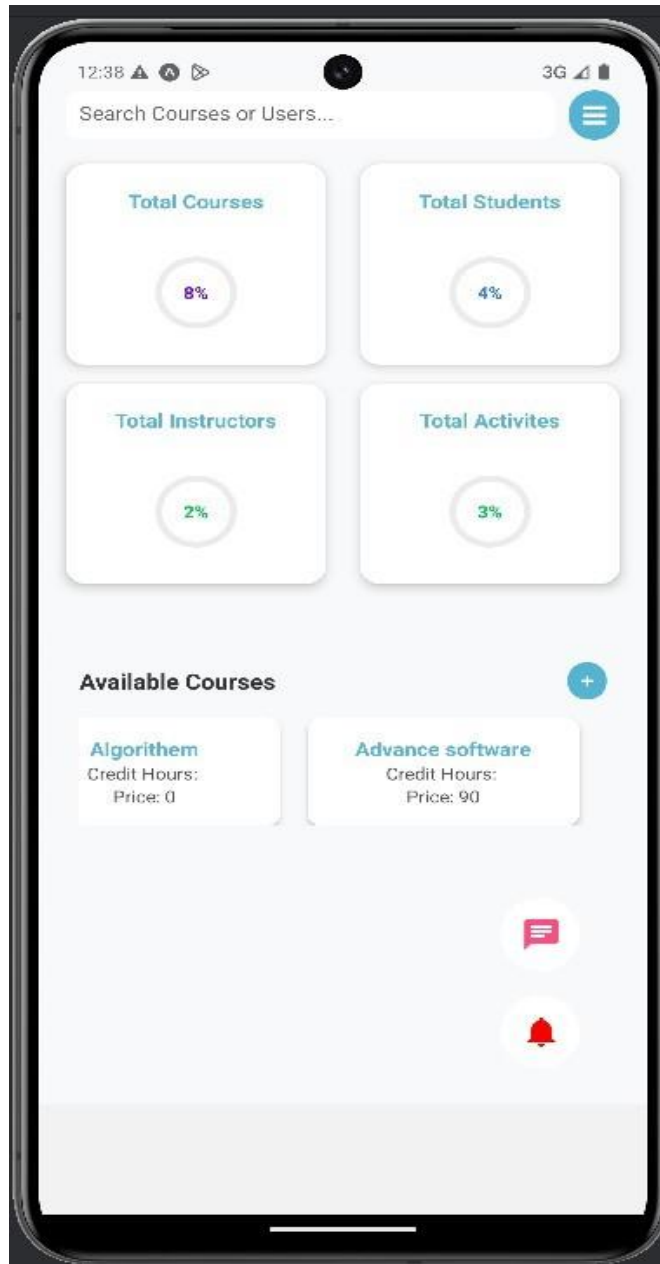 12:38
3G
Search Courses or Users...
Total Courses
Total Students
8%
4%
Total Instructors
Total Activites
2%
3%
Available Courses
+
Algorithem
Advance software
Credit Hours:
Credit Hours:
Price: 0
Price: 90